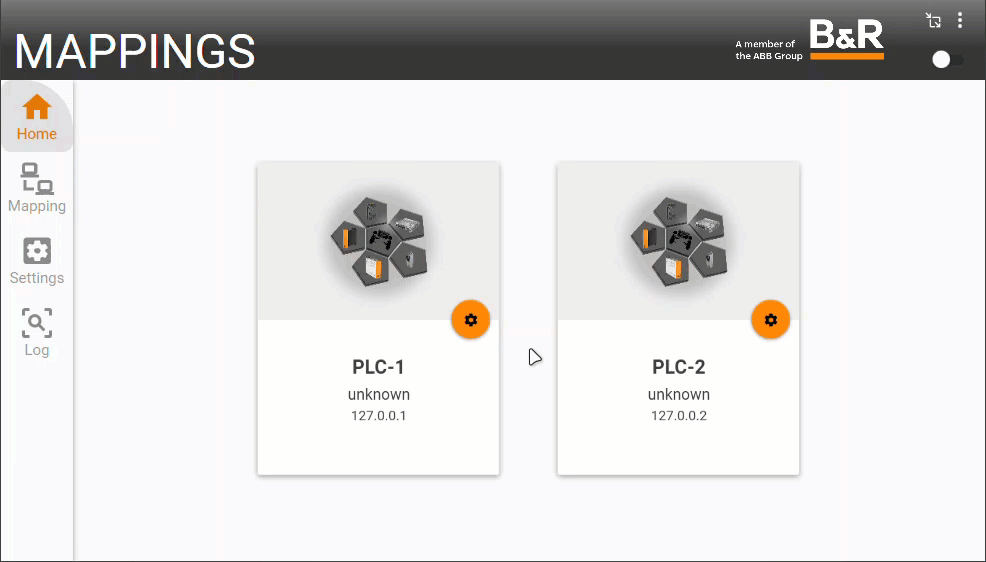 MAPPINGS
A member of
the ABB Group
B&R
Home
Mapping
Settings
Log
PLC-1
unknown
127.0.0.1
PLC-2
unknown
127.0.0.2